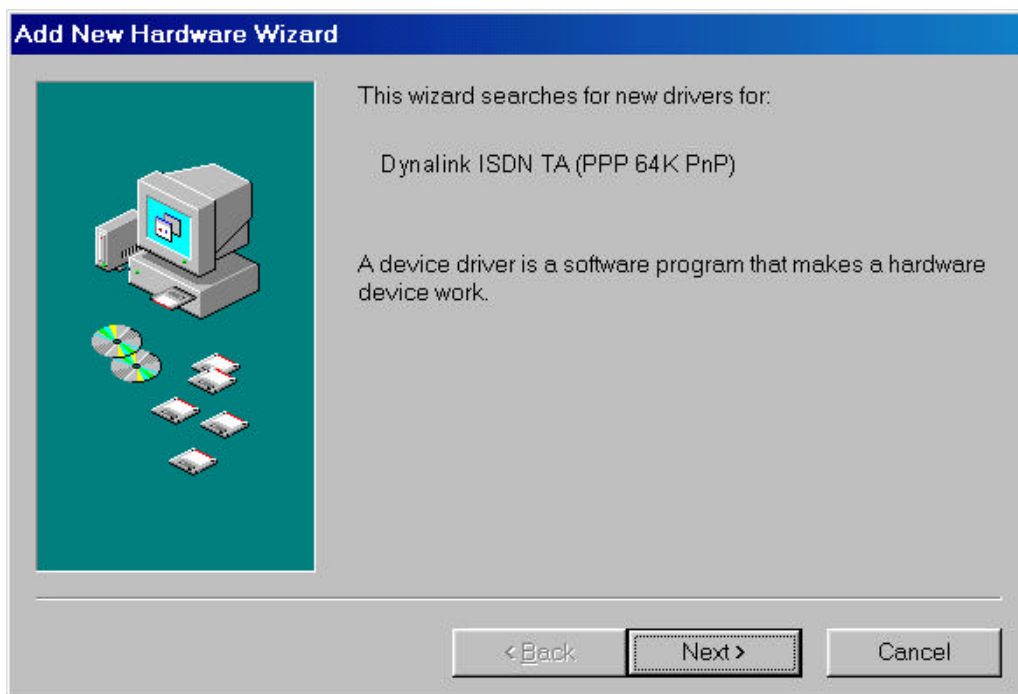 Add New Hardware Wizard
This wizard searches for new drivers for:
Dynalink ISDN TA (PPP 64K PnP)
A device driver is a software program that makes a hardware
device work.
< Back
Next >
Cancel